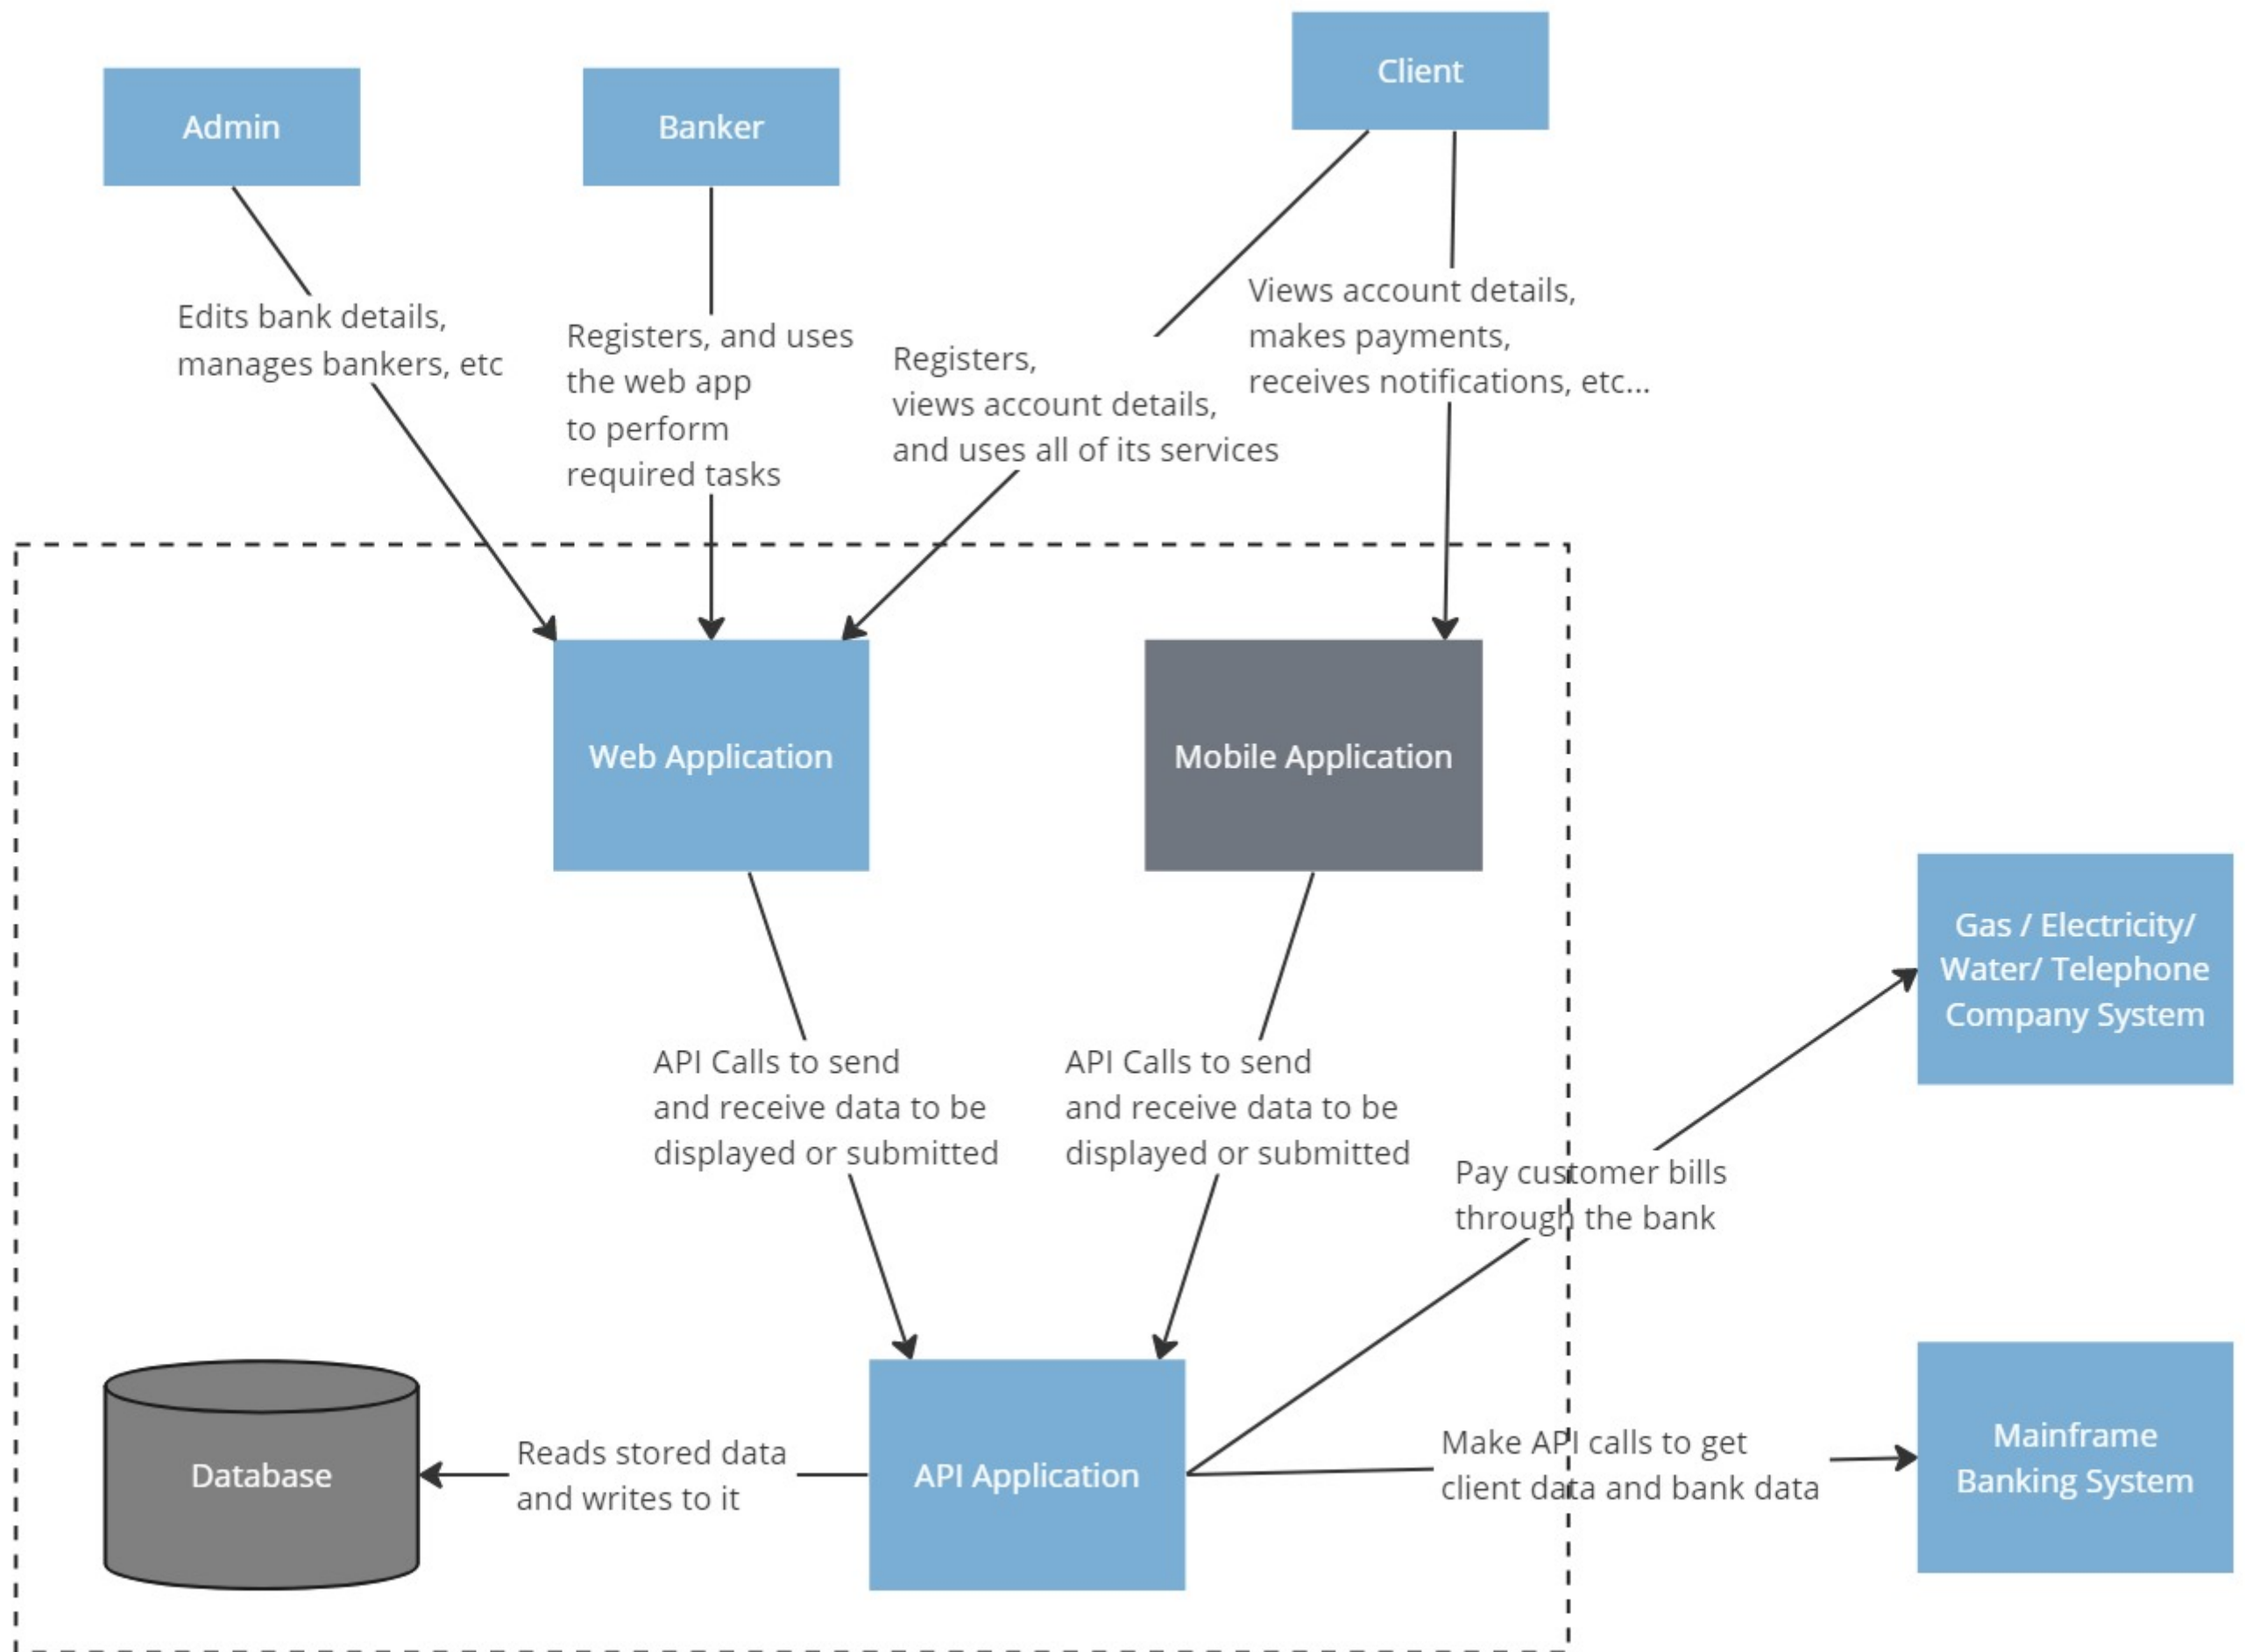 Client
Admin
Banker
Edits bank details,
manages bankers, etc
Registers, and uses
the web app
to perform
required tasks
Registers,
views account details,
and uses all of its services
Views account details,
makes payments,
receives notifications, etc...
Web Application
Mobile Application
API Calls to send
and receive data to be
displayed or submitted
API Calls to send
and receive data to be
displayed or submitted
Gas / Electricity/
Water/ Telephone
Company System
Pay customer bills
through the bank
Database
Reads stored data
and writes to it
API Application
Make API calls to get
client data and bank data
Mainframe
Banking System